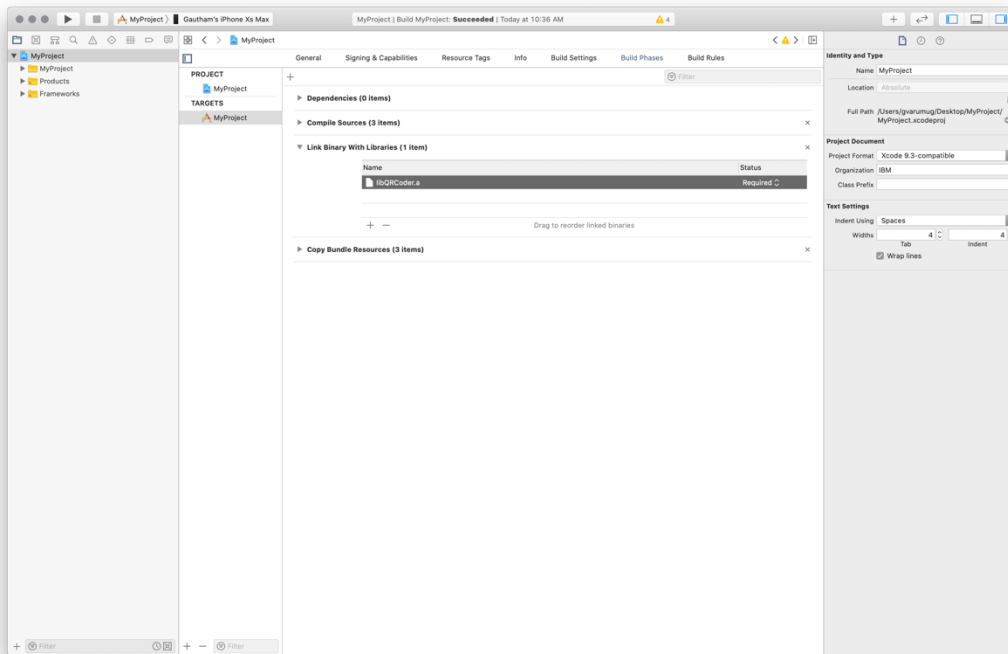 MyProject
Gautham's iPhone Xs Max
MyProject | Build MyProject: Succeeded | Today at 10:36 AM
4
MyProject
MyProject
Products
Frameworks
Filter
MyProject
General
Signing & Capabilities
Resource Tags
Info
Build Settings
Build Phases
Build Rules
PROJECT
MyProject
TARGETS
MyProject
Filter
Filter
Dependencies (0 items)
Compile Sources (3 items)
Link Binary With Libraries (1 item)
Name
Status
libQRCoder.a
Required
Drag to reorder linked binaries
Copy Bundle Resources (3 items)
Identity and Type
Name MyProject
Location Absolute
Full Path /Users/gvarumug/Desktop/MyProject/
MyProject.xcodeproj
Project Document
Project Format Xcode 9.3-compatible
Organization IBM
Class Prefix
Text Settings
Indent Using Spaces
Widths 4 4
Tab Indent
Wrap lines